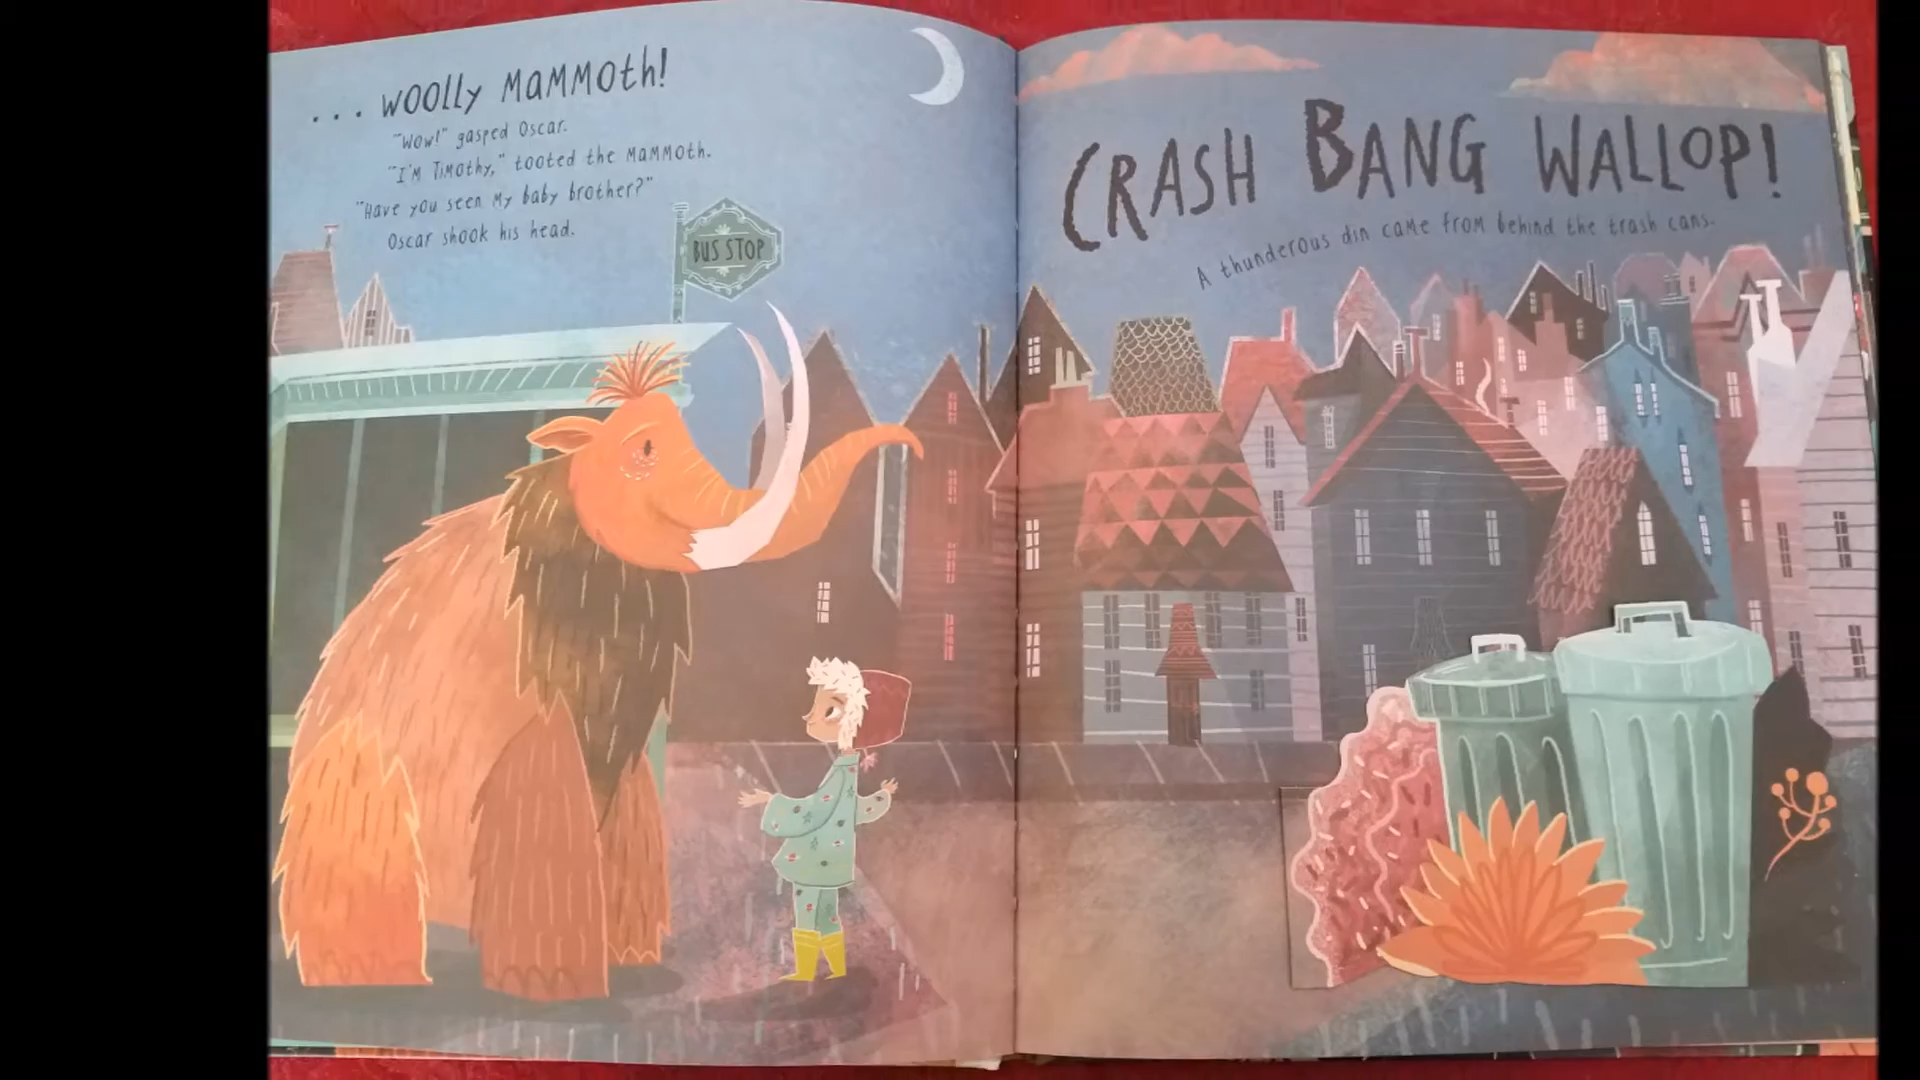 ... WOOLLY MAMMOTH!
"Wow!" gasped Oscar.
"I'M TIMOTHY," tooted the MAMMOTH.
"Have you seen My baby brother?"
Oscar shook his head.
BUS STOP
CRASH BANG WALLOP!
A thunderous din caMe froM behind the trash cans.